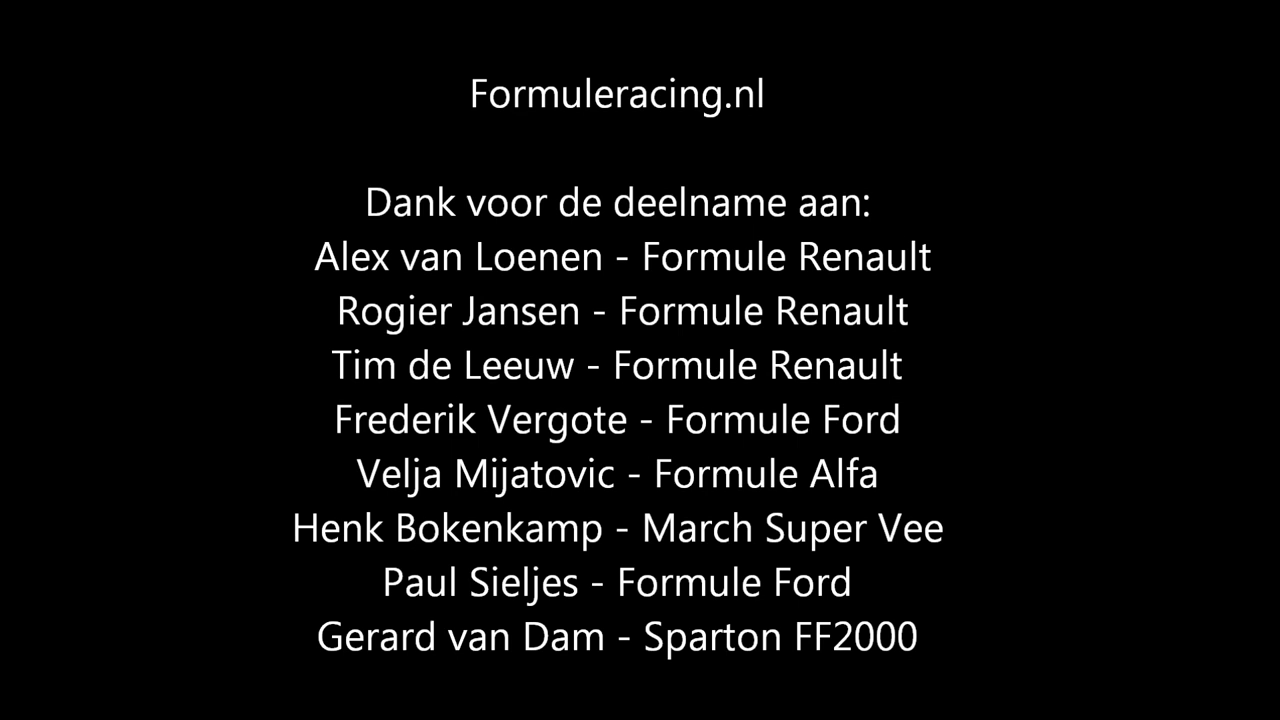 Formuleracing.nl
Dank voor de deelname aan:
Alex van Loenen - Formule Renault
Rogier Jansen - Formule Renault
Tim de Leeuw - Formule Renault
Frederik Vergote - Formule Ford
Velja Mijatovic - Formule Alfa
Henk Bokenkamp - March Super Vee
Paul Sieljes - Formule Ford
Gerard van Dam - Sparton FF2000